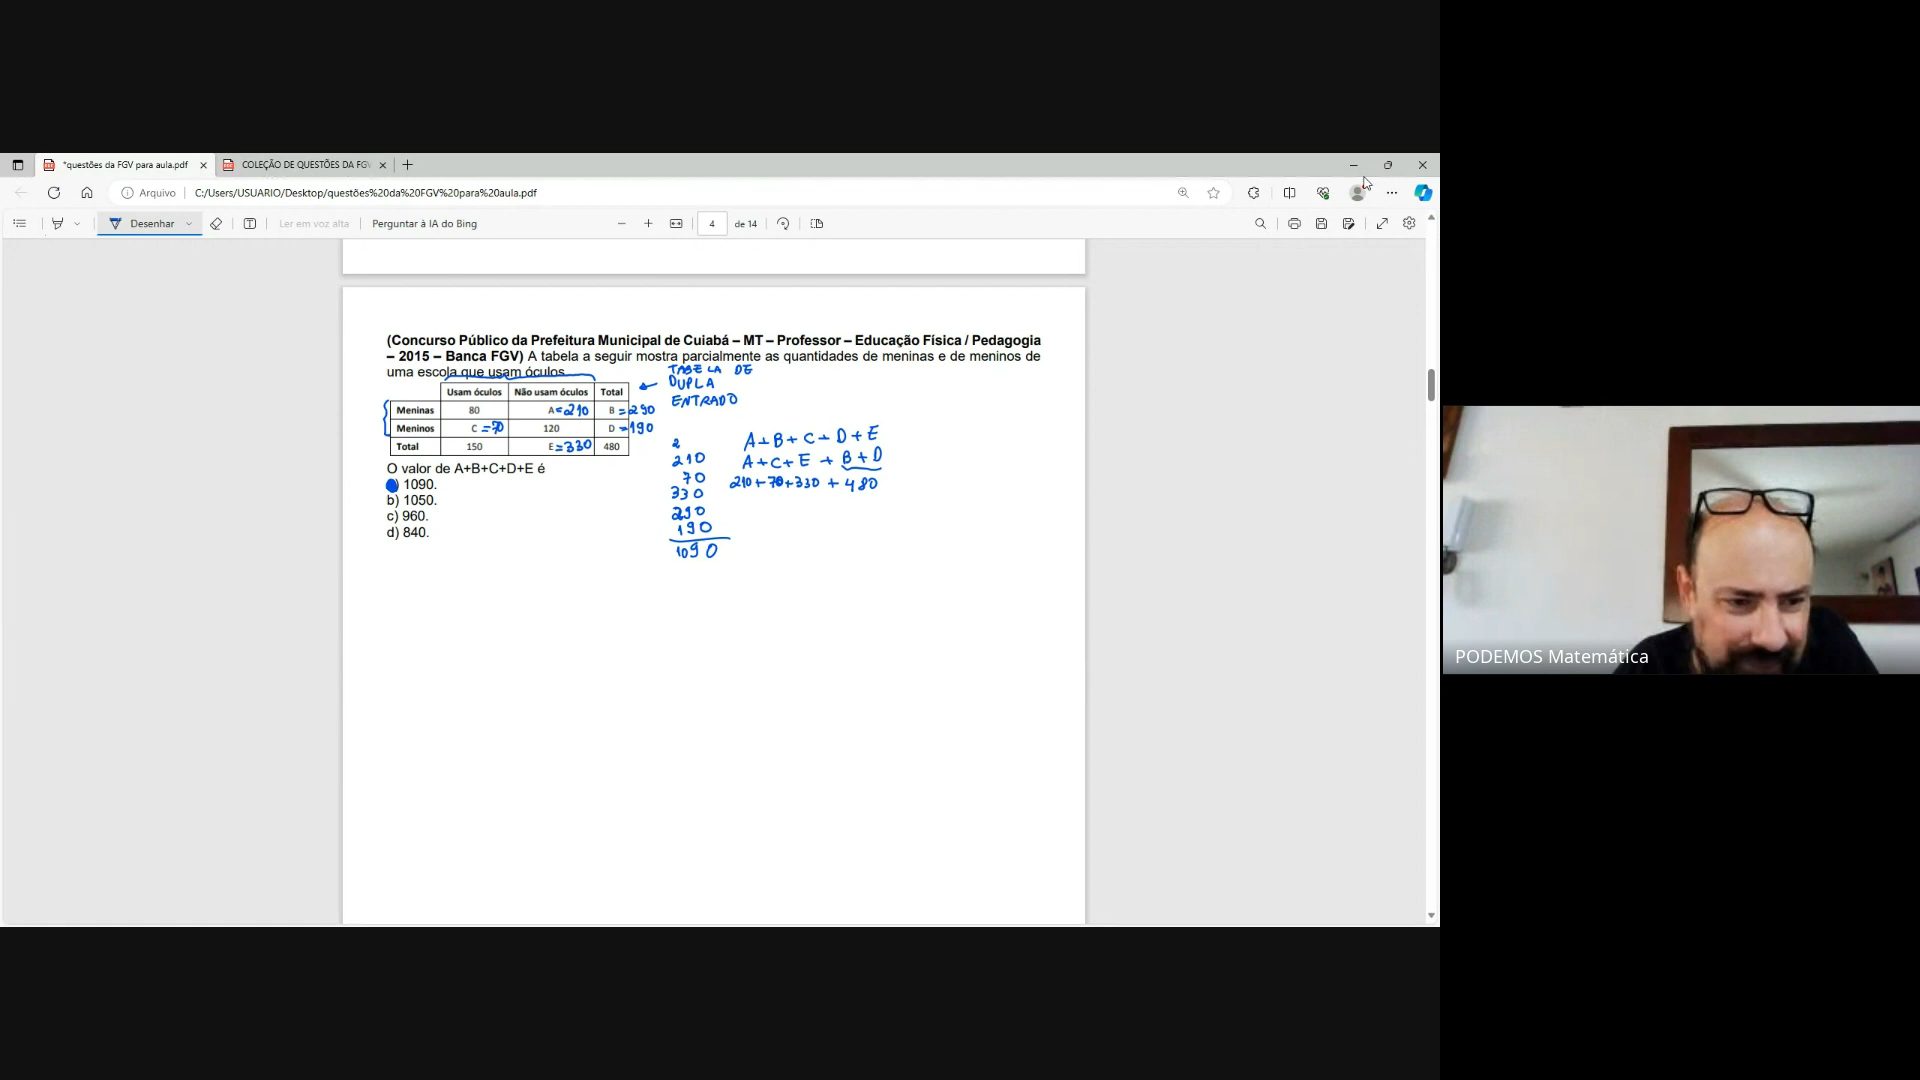 *questões da FGV para aula.pdf
COLEÇÃO DE QUESTÕES DA FGV
Arquivo
C:/Users/USUARIO/Desktop/questões%20da%20FGV%20para%20aula.pdf
Desenhar
Ler em voz alta
Perguntar à IA do Bing
4
de 14
(Concurso Público da Prefeitura Municipal de Cuiabá – MT – Professor – Educação Física / Pedagogia
– 2015 – Banca FGV) A tabela a seguir mostra parcialmente as quantidades de meninas e de meninos de
uma escola que usam óculos.
TABELA DE
DUPLA
ENTRADO
Usam óculos Não usam óculos Total
Meninas 80 A=210 B=290
Meninos C=70 120 D=190
Total 150 E=330 480
O valor de A+B+C+D+E é
) 1090.
b) 1050.
c) 960.
d) 840.
2
210
70
330
290
190
1090
A+B+C+D+E
A+C+E+B+D
210+70+330+480
PODEMOS Matemática